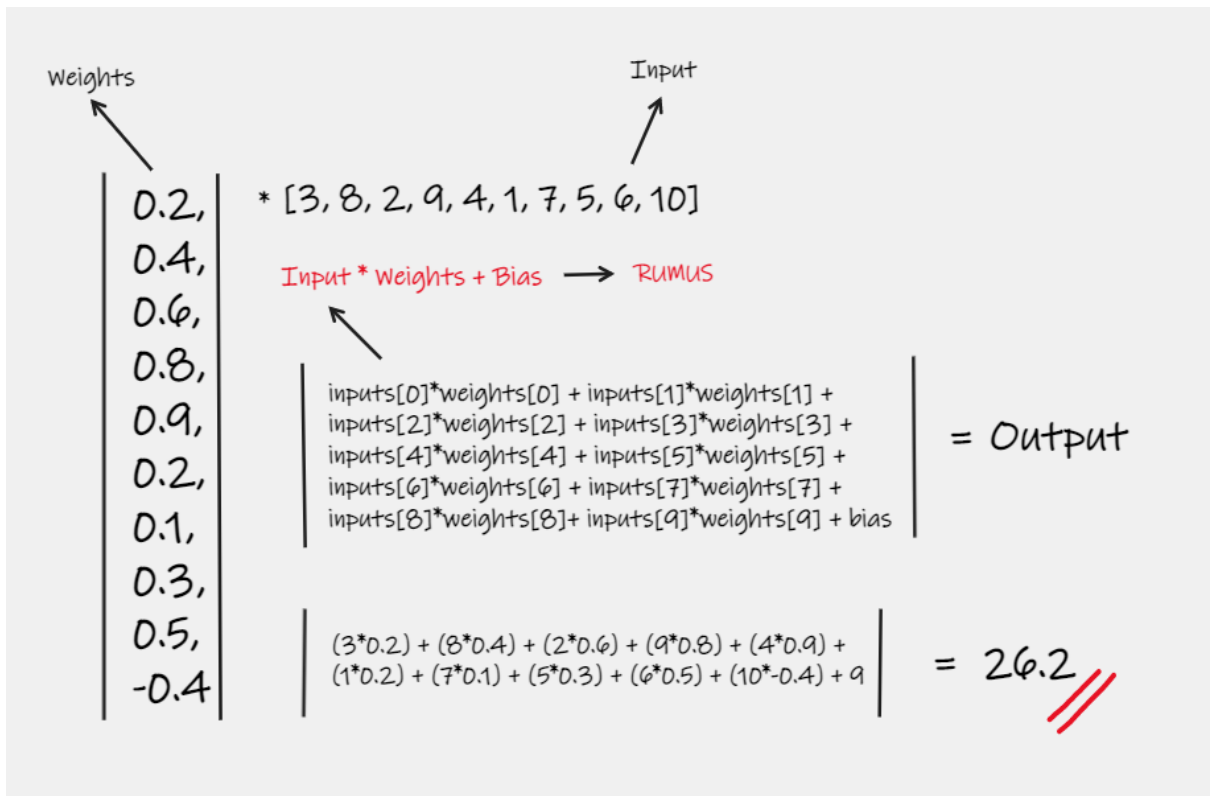 Weights
Input
0.2,
0.4,
0.6,
0.8,
0.9,
0.2,
0.1,
0.3,
0.5,
-0.4
* [3, 8, 2, 9, 4, 1, 7, 5, 6, 10]
Input * Weights + Bias → RUMUS
inputs[0]*weights[0] + inputs[1]*weights[1] +
inputs[2]*weights[2] + inputs[3]*weights[3] +
inputs[4]*weights[4] + inputs[5]*weights[5] +
inputs[6]*weights[6] + inputs[7]*weights[7] +
inputs[8]*weights[8]+ inputs[9]*weights[9] + bias
= Output
(3*0.2) + (8*0.4) + (2*0.6) + (9*0.8) + (4*0.9) +
(1*0.2) + (7*0.1) + (5*0.3) + (6*0.5) + (10*-0.4) + 9
= 26.2